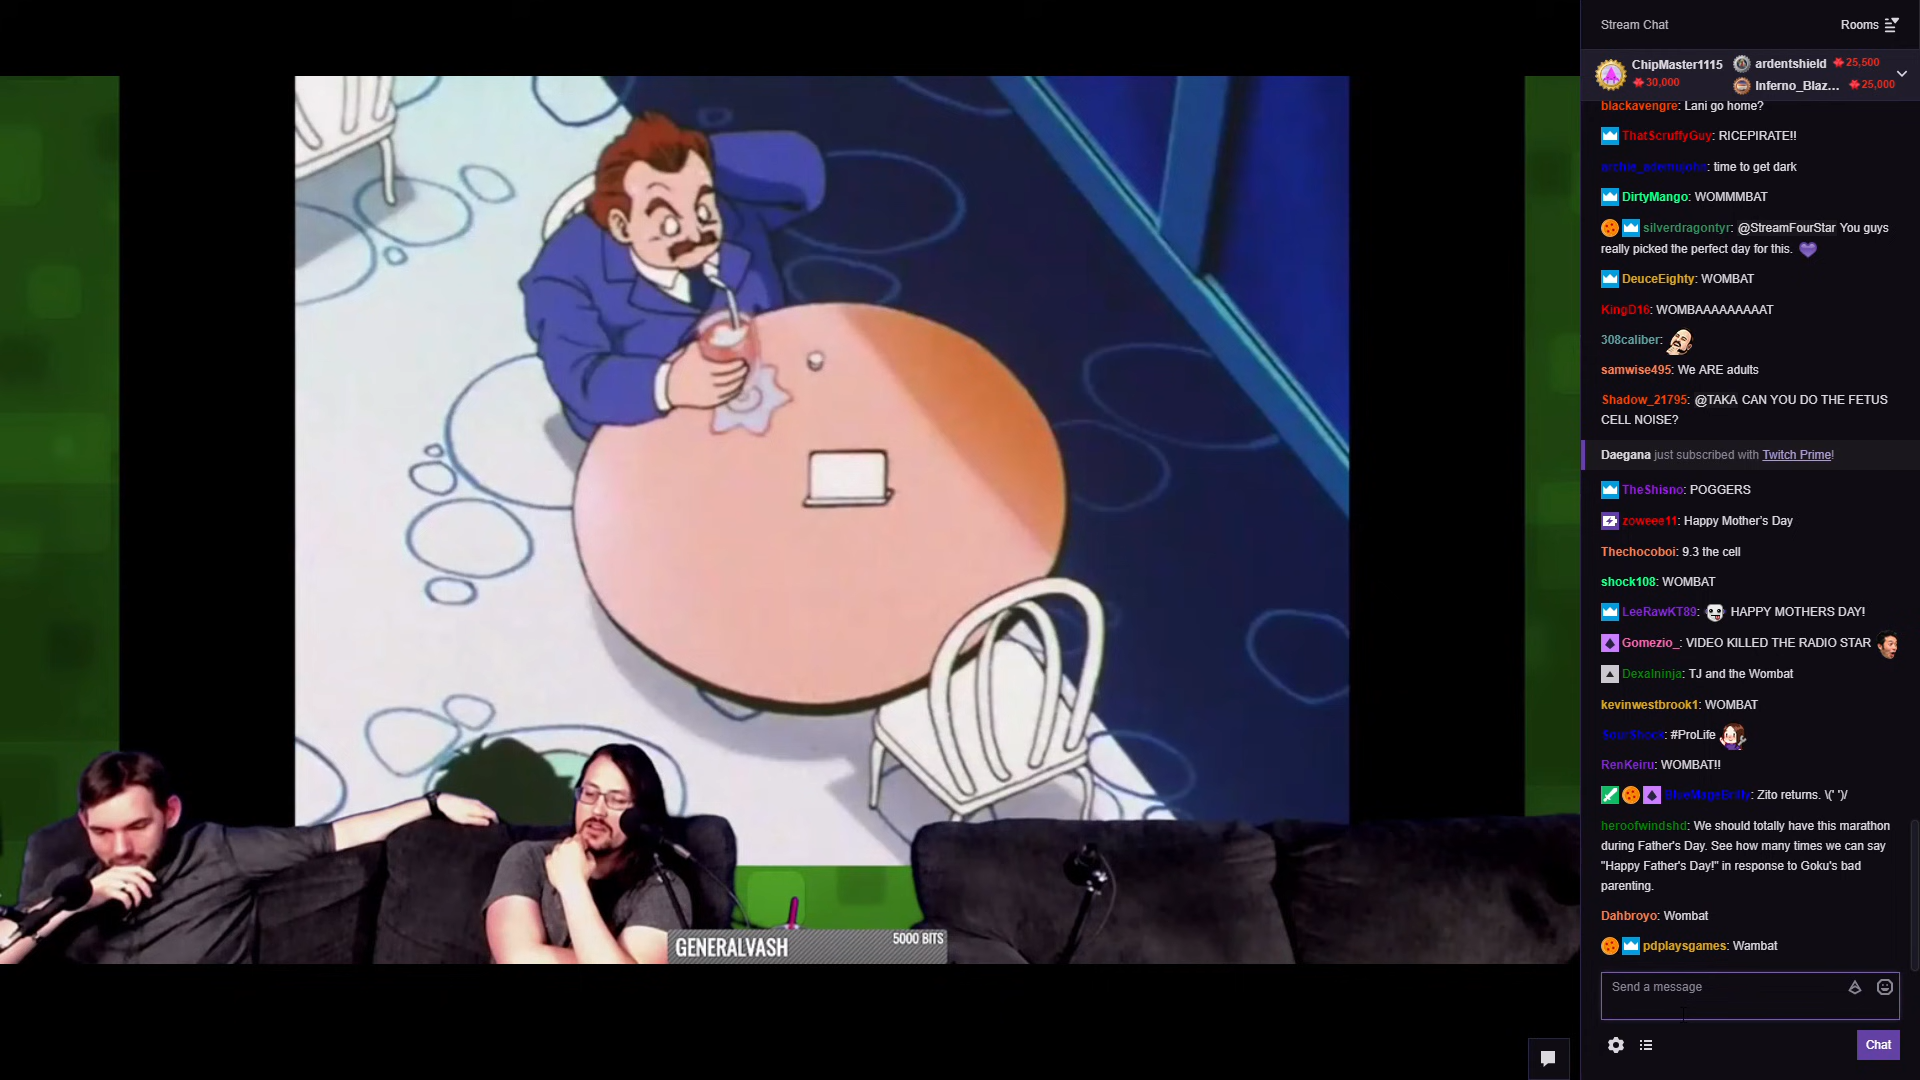 Stream Chat
Rooms
ChipMaster1115
30,000
ardentshield 25,500
Inferno_Blaz... 25,000
blackavengre: Lani go home?
ThatScruffyGuy: RICEPIRATE!!
: time to get dark
DirtyMango: WOMMMBAT
silverdragontyr: @StreamFourStar You guys
really picked the perfect day for this.
DeuceEighty: WOMBAT
KingD16: WOMBAAAAAAAAAT
308caliber:
samwise495: We ARE adults
Shadow_21795: @TAKA CAN YOU DO THE FETUS
CELL NOISE?
Daegana just subscribed with Twitch Prime!
TheShisno: POGGERS
zoweee11: Happy Mother's Day
Thechocoboi: 9.3 the cell
shock108: WOMBAT
LeeRawKT89: HAPPY MOTHERS DAY!
Gomezio_: VIDEO KILLED THE RADIO STAR
Dexalninja: TJ and the Wombat
kevinwestbrook1: WOMBAT
SourShock: #ProLife
RenKeiru: WOMBAT!!
: Zito returns. \(' ')/
heroofwindshd: We should totally have this marathon
during Father's Day. See how many times we can say
"Happy Father's Day!" in response to Goku's bad
parenting.
Dahbroyo: Wombat
pdplaysgames: Wambat
Send a message
Chat
GENERALVASH
5000 BITS